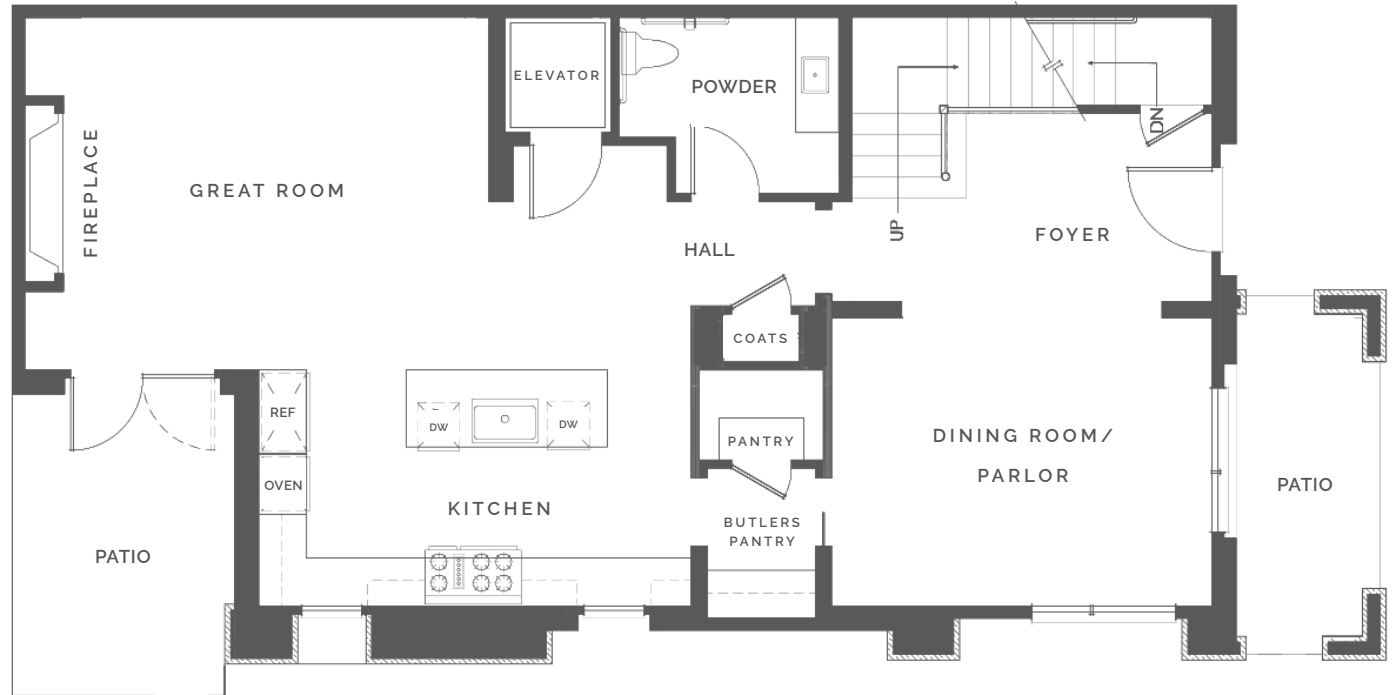 ELEVATOR
POWDER
DN
FIREPLACE
GREAT ROOM
UP
FOYER
HALL
COATS
REF
DW
DW
PANTRY
DINING ROOM/
PARLOR
OVEN
KITCHEN
PATIO
BUTLERS
PANTRY
PATIO